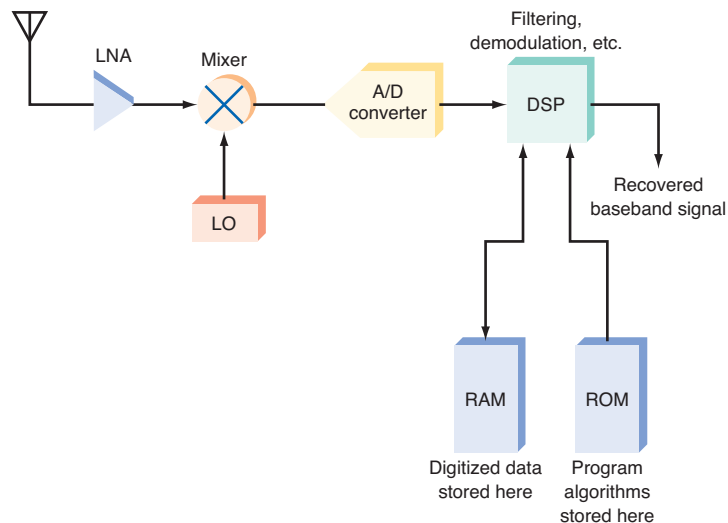 Filtering,
demodulation, etc.
LNA
Mixer
A/D
converter
DSP
Recovered
baseband signal
LO
RAM
ROM
Digitized data
stored here
Program
algorithms
stored here